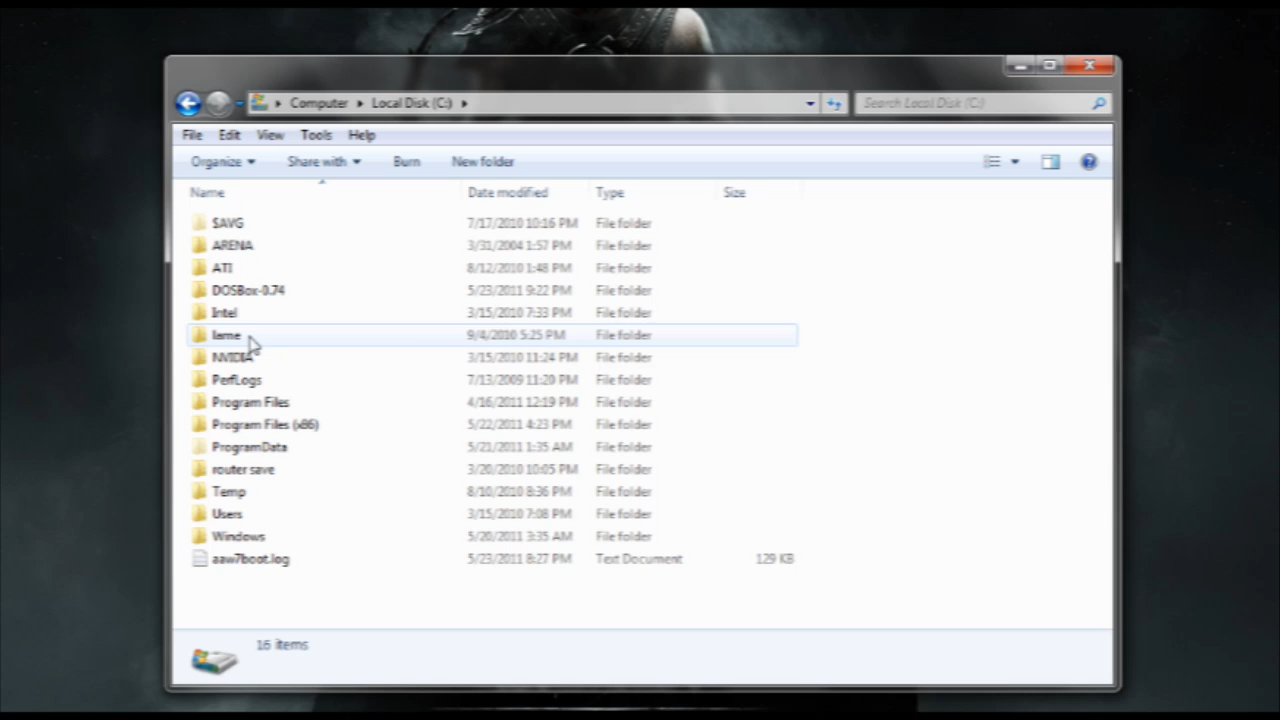 Computer Local Disk (C:) Search Local Disk (C:)
File Edit View Tools Help
Organize Share with Burn New folder
Name Date modified Type Size
$AVG 7/17/2010 10:16 PM File folder
ARENA 3/31/2004 1:57 PM File folder
ATI 8/12/2010 1:48 PM File folder
DOSBox-0.74 5/23/2011 9:22 PM File folder
Intel 3/15/2010 7:33 PM File folder
lame 9/4/2010 5:25 PM File folder
NVIDIA 3/15/2010 11:24 PM File folder
PerfLogs 7/13/2009 11:20 PM File folder
Program Files 4/16/2011 12:19 PM File folder
Program Files (x86) 5/22/2011 4:23 PM File folder
ProgramData 5/21/2011 1:35 AM File folder
router save 3/20/2010 10:05 PM File folder
Temp 8/10/2010 8:36 PM File folder
Users 3/15/2010 7:08 PM File folder
Windows 5/20/2011 3:35 AM File folder
aaw7boot.log 5/23/2011 8:27 PM Text Document 129 KB
16 items